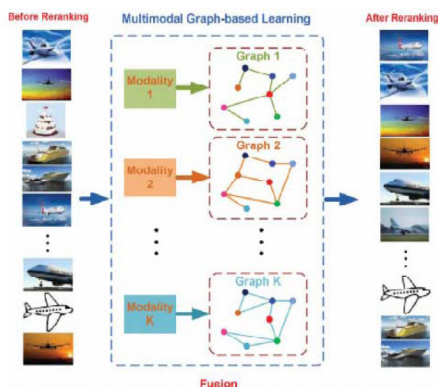 Before Reranking
Multimodal Graph-based Learning
After Reranking
Modality
1
Graph 1
Modality
2
Graph 2
Modality
K
Graph K
Fusion